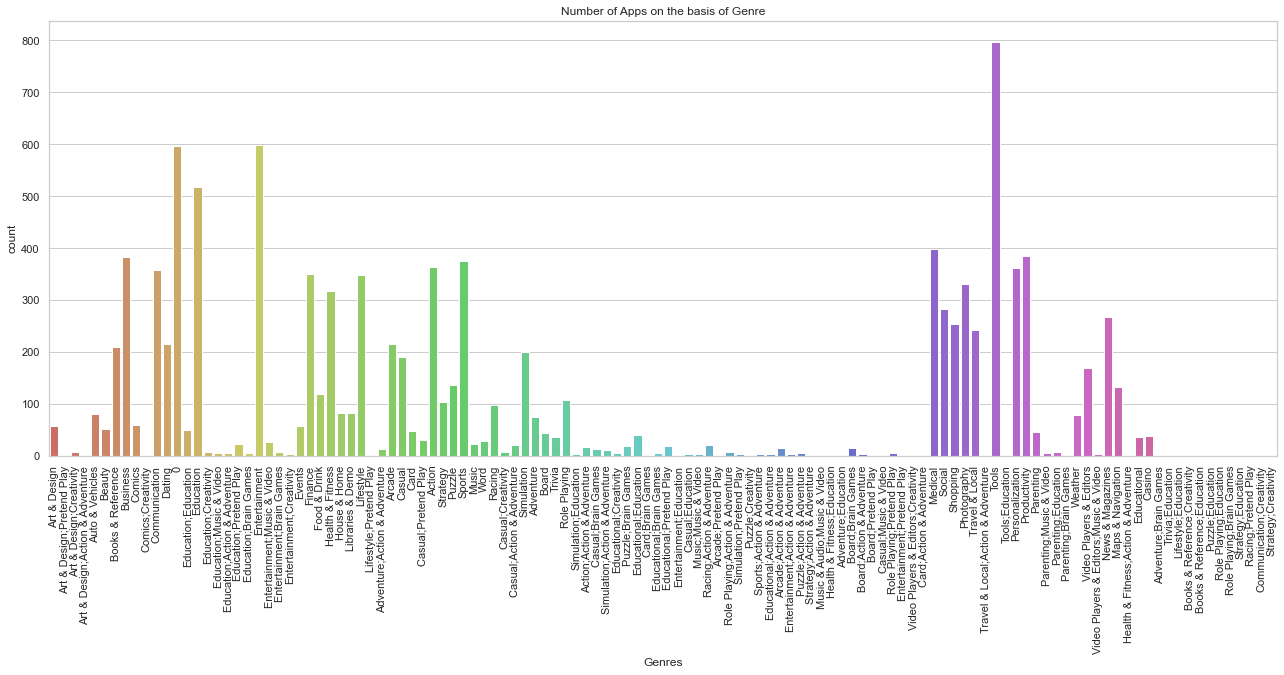 Number of Apps on the basis of Genre
count
800
700
600
500
400
300
200
100
0
Art & Design
Art & Design;Pretend Play
Art & Design;Creativity
Art & Design;Action & Adventure
Auto & Vehicles
Beauty
Books & Reference
Business
Comics
Comics;Creativity
Communication
Dating
0
Education;Education
Education
Education;Creativity
Education;Music & Video
Education;Action & Adventure
Education;Pretend Play
Education;Brain Games
Entertainment
Entertainment;Music & Video
Entertainment;Brain Games
Entertainment;Creativity
Events
Finance
Food & Drink
Health & Fitness
House & Home
Libraries & Demo
Lifestyle
Lifestyle;Pretend Play
Adventure;Action & Adventure
Arcade
Casual
Card
Casual;Pretend Play
Action
Strategy
Puzzle
Sports
Music
Word
Racing
Casual;Creativity
Casual;Action & Adventure
Simulation
Adventure
Board
Trivia
Role Playing
Simulation;Education
Action;Action & Adventure
Casual;Brain Games
Simulation;Action & Adventure
Educational;Creativity
Puzzle;Brain Games
Educational;Education
Card;Brain Games
Educational;Brain Games
Educational;Pretend Play
Entertainment;Education
Casual;Education
Music;Music & Video
Racing;Action & Adventure
Arcade;Pretend Play
Role Playing;Action & Adventure
Simulation;Pretend Play
Puzzle;Creativity
Sports;Action & Adventure
Educational;Action & Adventure
Arcade;Action & Adventure
Entertainment;Action & Adventure
Puzzle;Action & Adventure
Strategy;Action & Adventure
Music & Audio;Music & Video
Health & Fitness;Education
Adventure;Education
Board;Brain Games
Board;Action & Adventure
Board;Pretend Play
Casual;Music & Video
Role Playing;Pretend Play
Entertainment;Pretend Play
Video Players & Editors;Creativity
Card;Action & Adventure
Medical
Social
Shopping
Photography
Travel & Local
Travel & Local;Action & Adventure
Tools
Tools;Education
Personalization
Productivity
Parenting
Parenting;Music & Video
Parenting;Education
Parenting;Brain Games
Weather
Video Players & Editors
Video Players & Editors;Music & Video
News & Magazines
Maps & Navigation
Health & Fitness;Action & Adventure
Educational
Casino
Adventure;Brain Games
Trivia;Education
Lifestyle;Education
Books & Reference;Creativity
Books & Reference;Education
Puzzle;Education
Role Playing;Education
Role Playing;Brain Games
Strategy;Education
Racing;Pretend Play
Communication;Creativity
Strategy;Creativity
Genres